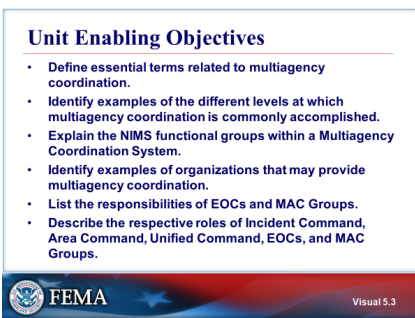 Unit Enabling Objectives
• Define essential terms related to multiagency
coordination.
• Identify examples of the different levels at which
multiagency coordination is commonly accomplished.
• Explain the NIMS functional groups within a Multiagency
Coordination System.
• Identify examples of organizations that may provide
multiagency coordination.
• List the responsibilities of EOCs and MAC Groups.
• Describe the respective roles of Incident Command,
Area Command, Unified Command, EOCs, and MAC
Groups.
FEMA
Visual 5.3